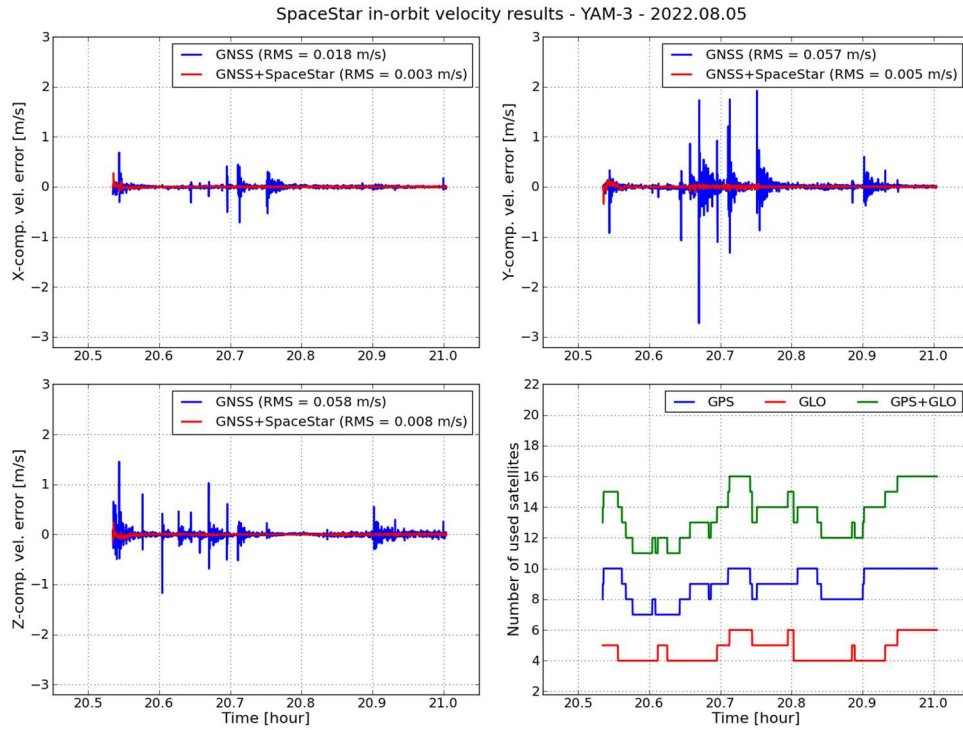 SpaceStar in-orbit velocity results - YAM-3 - 2022.08.05
X-comp. vel. error [m/s]
3
2
1
0
−1
−2
−3
GNSS (RMS = 0.018 m/s)
GNSS+SpaceStar (RMS = 0.003 m/s)
20.5 20.6 20.7 20.8 20.9 21.0
Y-comp. vel. error [m/s]
3
2
1
0
−1
−2
−3
GNSS (RMS = 0.057 m/s)
GNSS+SpaceStar (RMS = 0.005 m/s)
20.5 20.6 20.7 20.8 20.9 21.0
Z-comp. vel. error [m/s]
3
2
1
0
−1
−2
−3
GNSS (RMS = 0.058 m/s)
GNSS+SpaceStar (RMS = 0.008 m/s)
20.5 20.6 20.7 20.8 20.9 21.0
Time [hour]
Number of used satellites
22
20
18
16
14
12
10
8
6
4
2
GPS GLO GPS+GLO
20.5 20.6 20.7 20.8 20.9 21.0
Time [hour]